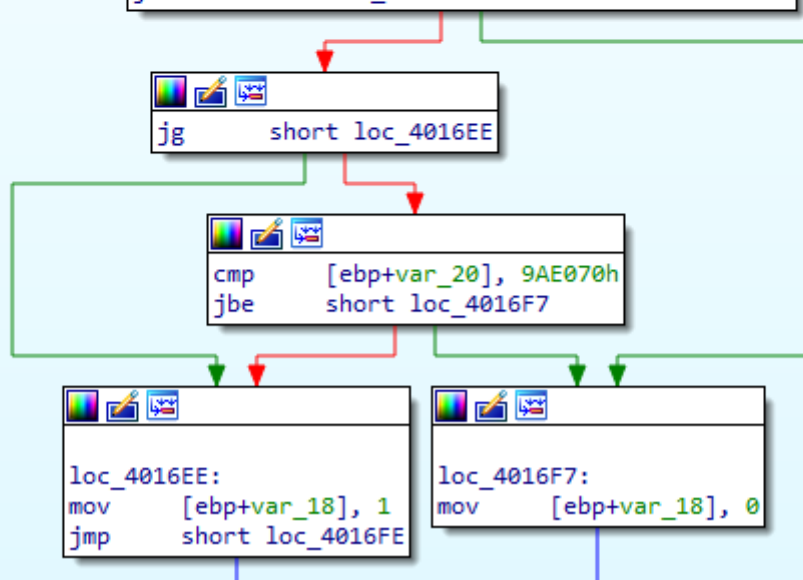 jg short loc_4016EE
cmp [ebp+var_20], 9AE070h
jbe short loc_4016F7
loc_4016EE:
mov [ebp+var_18], 1
jmp short loc_4016FE
loc_4016F7:
mov [ebp+var_18], 0